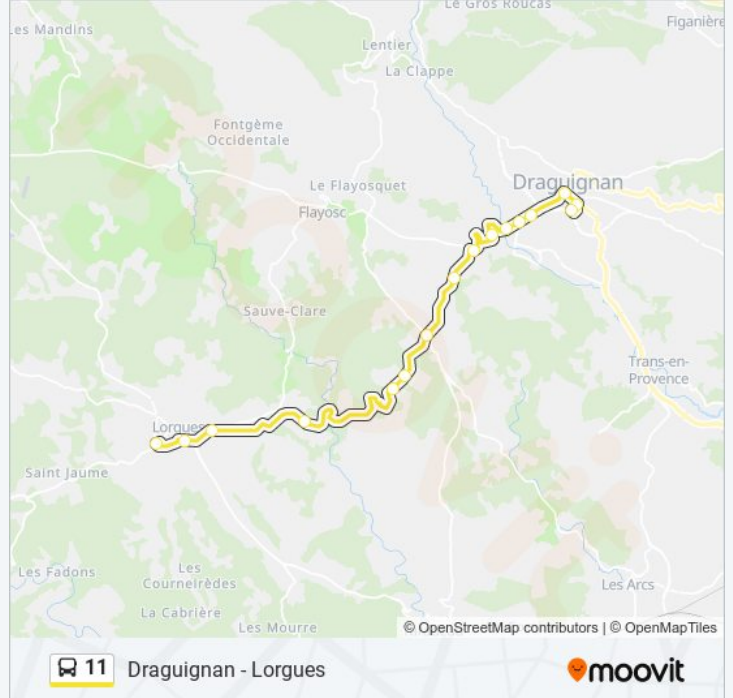 Le Gros Roucas
Figanière
Les Mandins
Lentier
La Clappe
Fontgème
Occidentale
Draguignan
Le Flayosquet
Flayosc
Sauve-Clare
Trans-en-
Provence
Lorgues
Saint Jaume
Les Fadons
Les
Courneirèdes
Les Arcs
La Cabrière
Les Mourre
© OpenStreetMap contributors | © OpenMapTiles
11 Draguignan - Lorgues
moovit